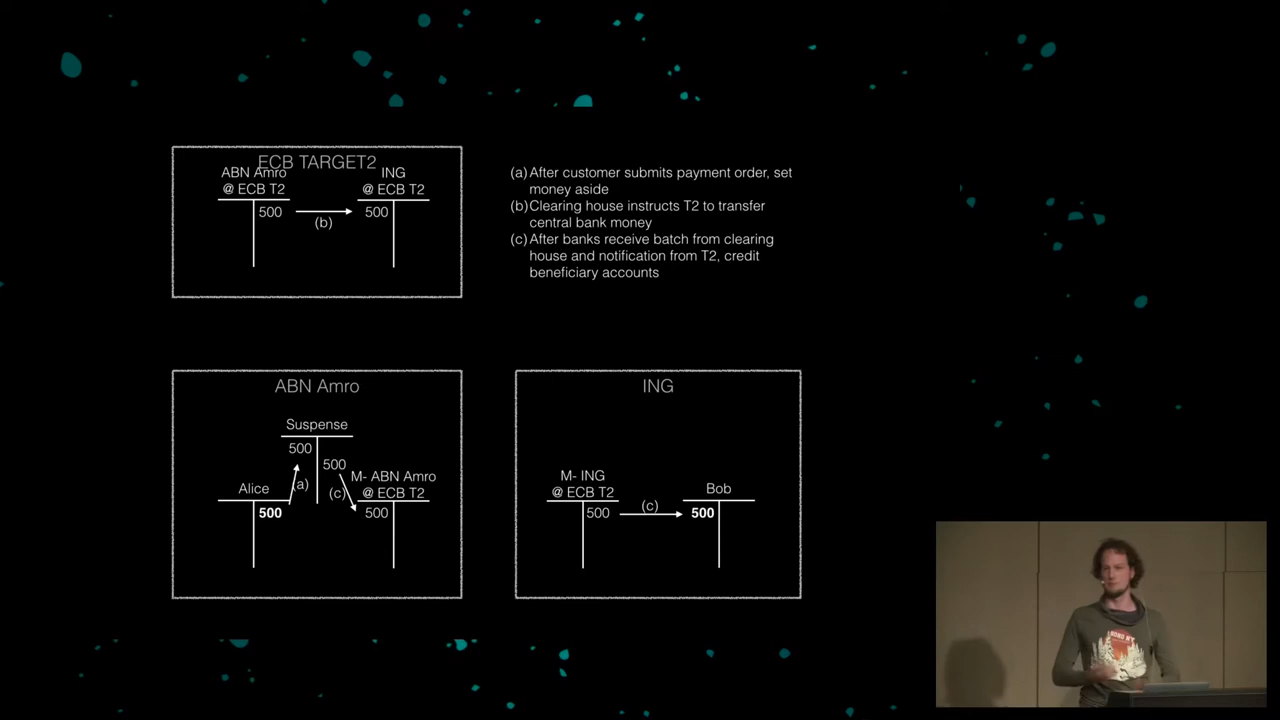 ECB TARGET2
ABN Amro
@ ECB T2
ING
@ ECB T2
500
500
(b)
(a) After customer submits payment order, set
money aside
(b) Clearing house instructs T2 to transfer
central bank money
(c) After banks receive batch from clearing
house and notification from T2, credit
beneficiary accounts
ABN Amro
Suspense
500
500
(a)
(c)
Alice
500
M- ABN Amro
@ ECB T2
500
ING
M- ING
@ ECB T2
500
(c)
Bob
500